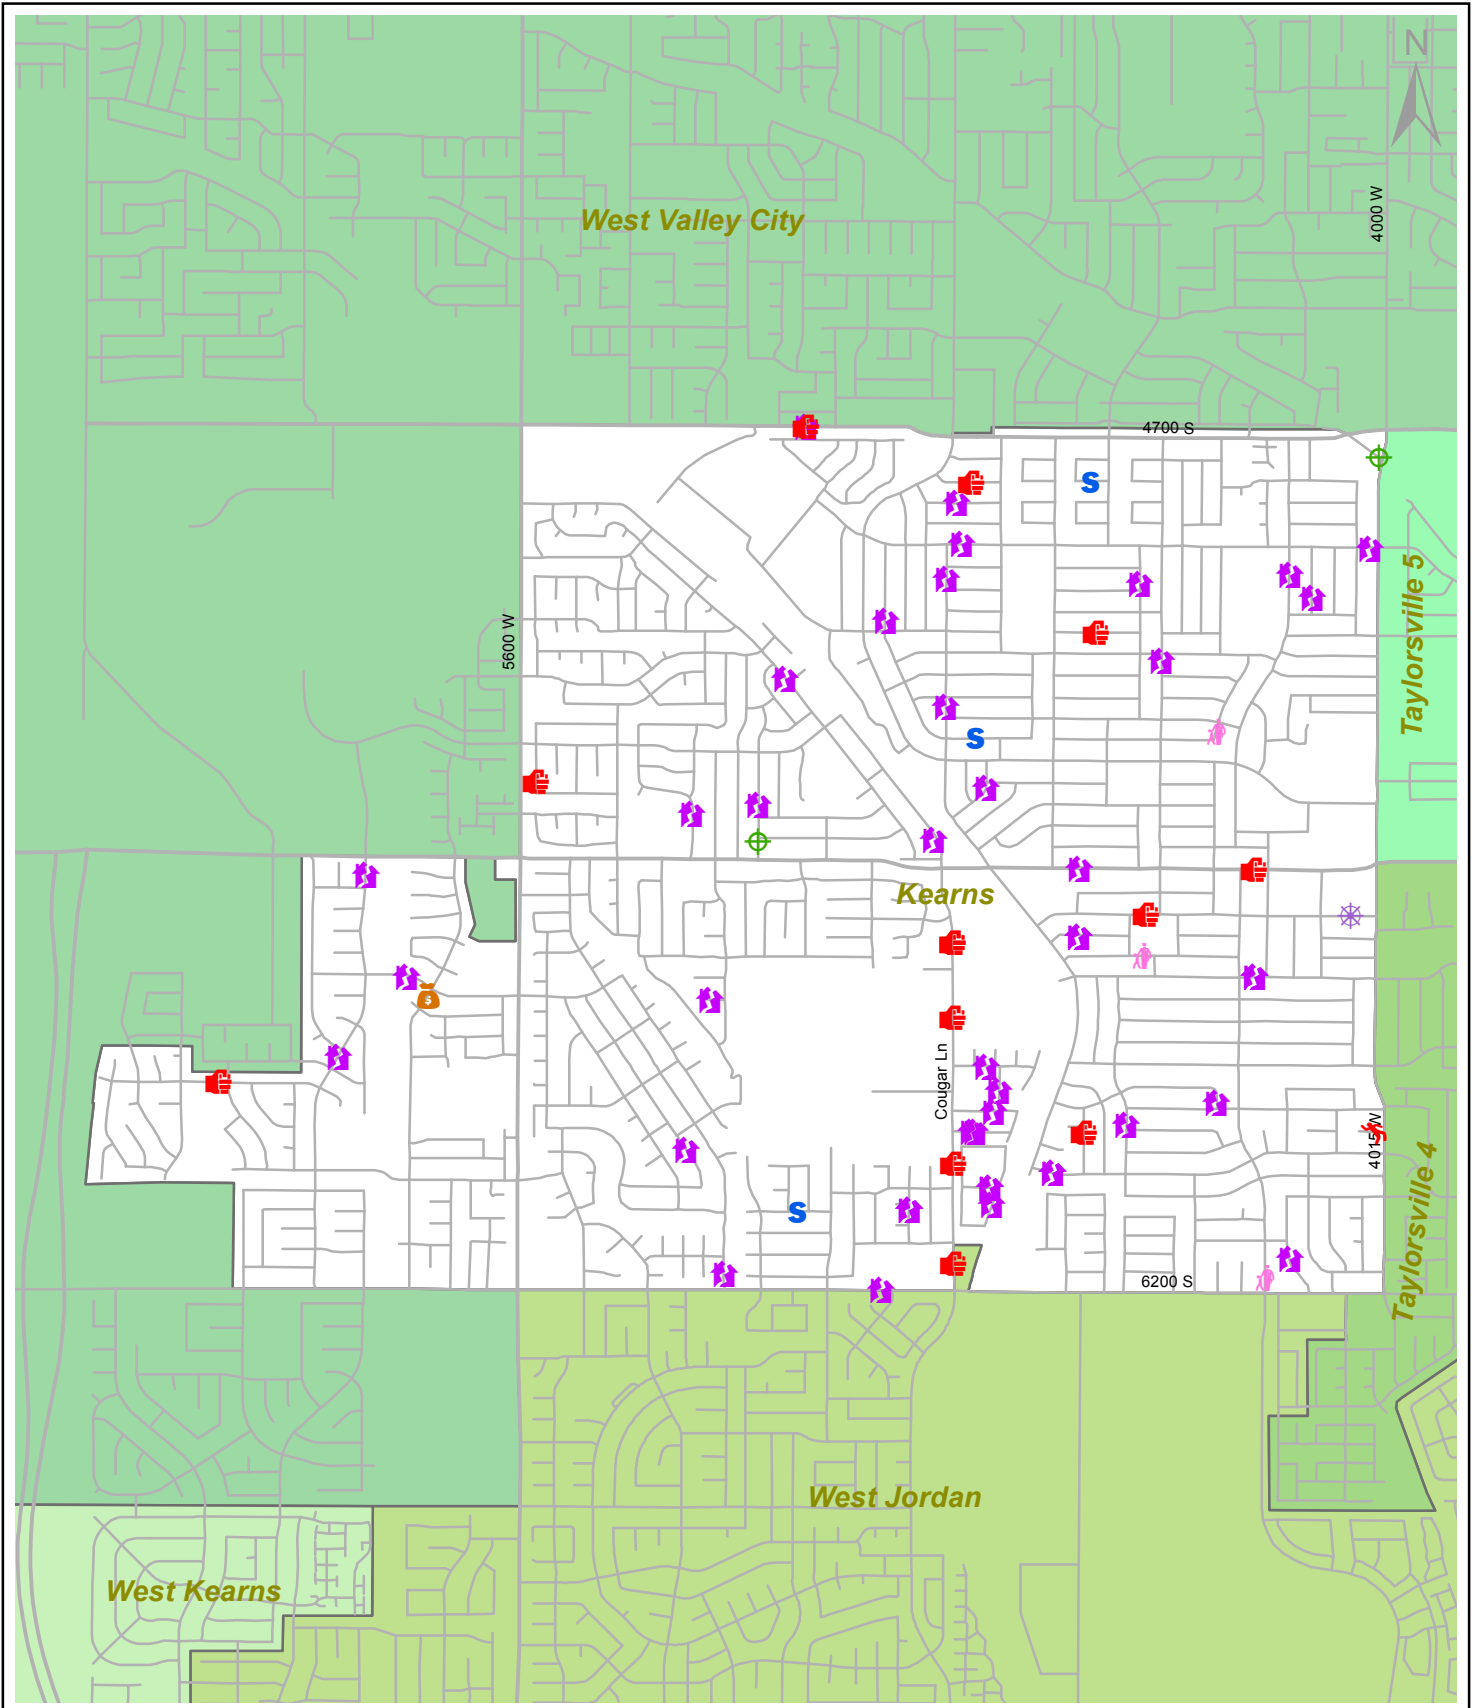 N
West Valley City
4000 W
4700 S
S
Taylorsville 5
5600 W
S
Kearns
$
Cougar Ln
4015 W
Taylorsville 4
S
6200 S
West Jordan
West Kearns